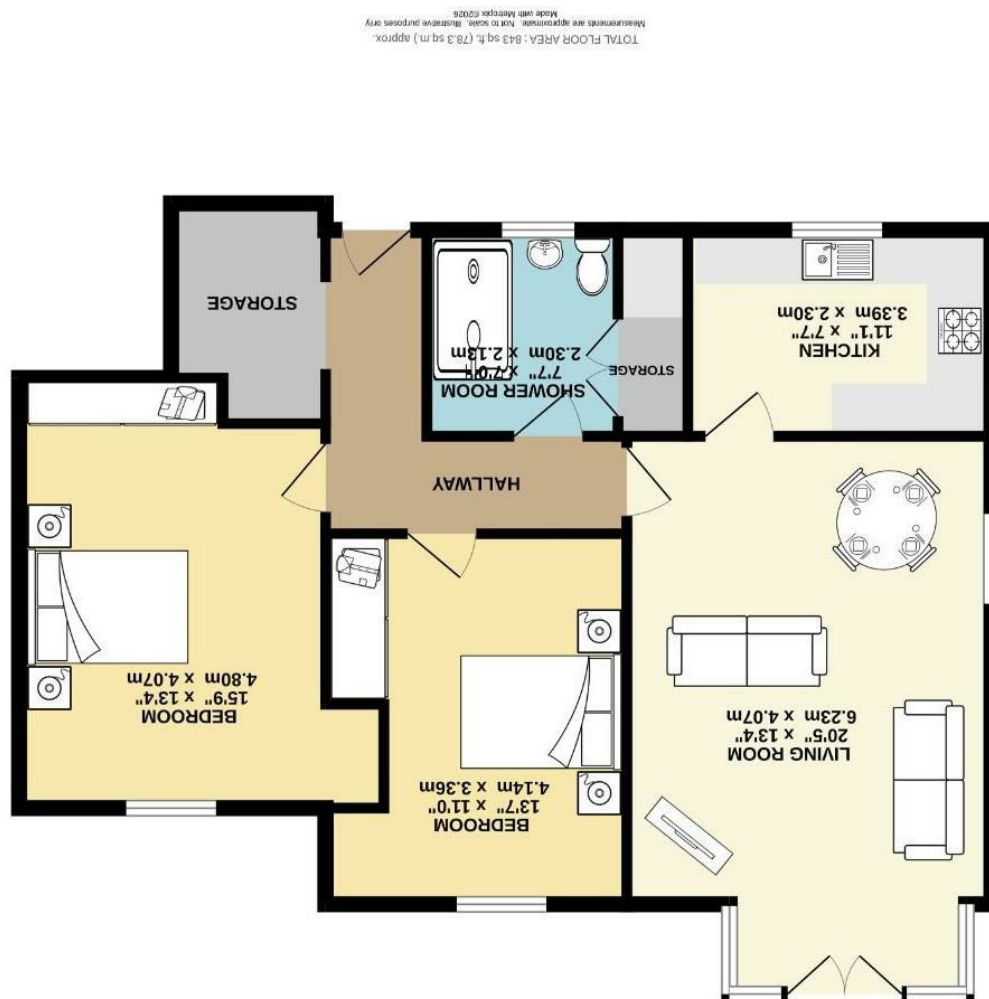 LIVING ROOM
20'5" x 13'4"
6.23m x 4.07m
BEDROOM
13'7" x 11'0"
4.14m x 3.36m
BEDROOM
15'9" x 13'4"
4.80m x 4.07m
HALLWAY
KITCHEN
11'1" x 7'7"
3.39m x 2.30m
STORAGE
SHOWER ROOM
7'7" x 7'0"
2.30m x 2.13m
STORAGE
TOTAL FLOOR AREA : 843 sq.ft. (78.3 sq.m.) approx.
Measurements are approximate. Not to scale. Illustrative purposes only
Made with Metropix ©2026